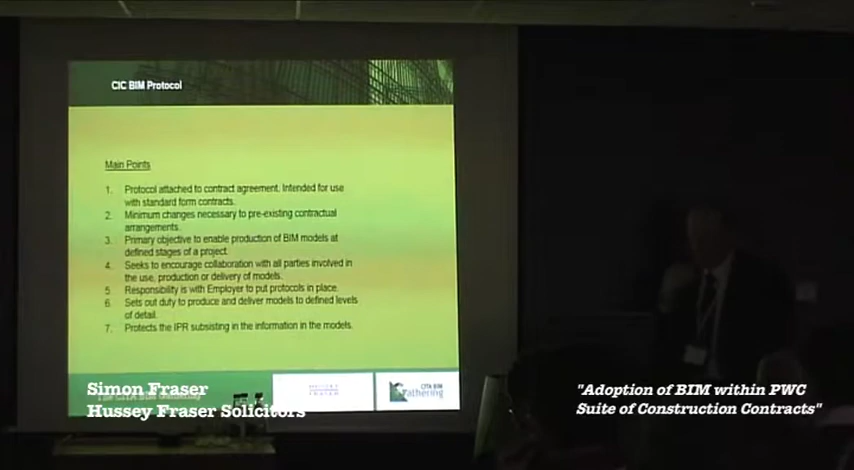 CIC BIM Protocol
Main Points
1. Protocol attached to contract agreement. Intended for use
with standard form contracts.
2. Minimum changes necessary to pre-existing contractual
arrangements.
3. Primary objective to enable production of BIM models at
defined stages of a project.
4. Seeks to encourage collaboration with all parties involved in
the use, production or delivery of models.
5. Responsibility is with Employer to put protocols in place.
6. Sets out duty to produce and deliver models to defined levels
of detail.
7. Protects the IPR subsisting in the information in the models.
HUSSEY
FRASER
CITA BIM
Gathering
Simon Fraser
Hussey Fraser Solicitors
"Adoption of BIM within PWC
Suite of Construction Contracts"